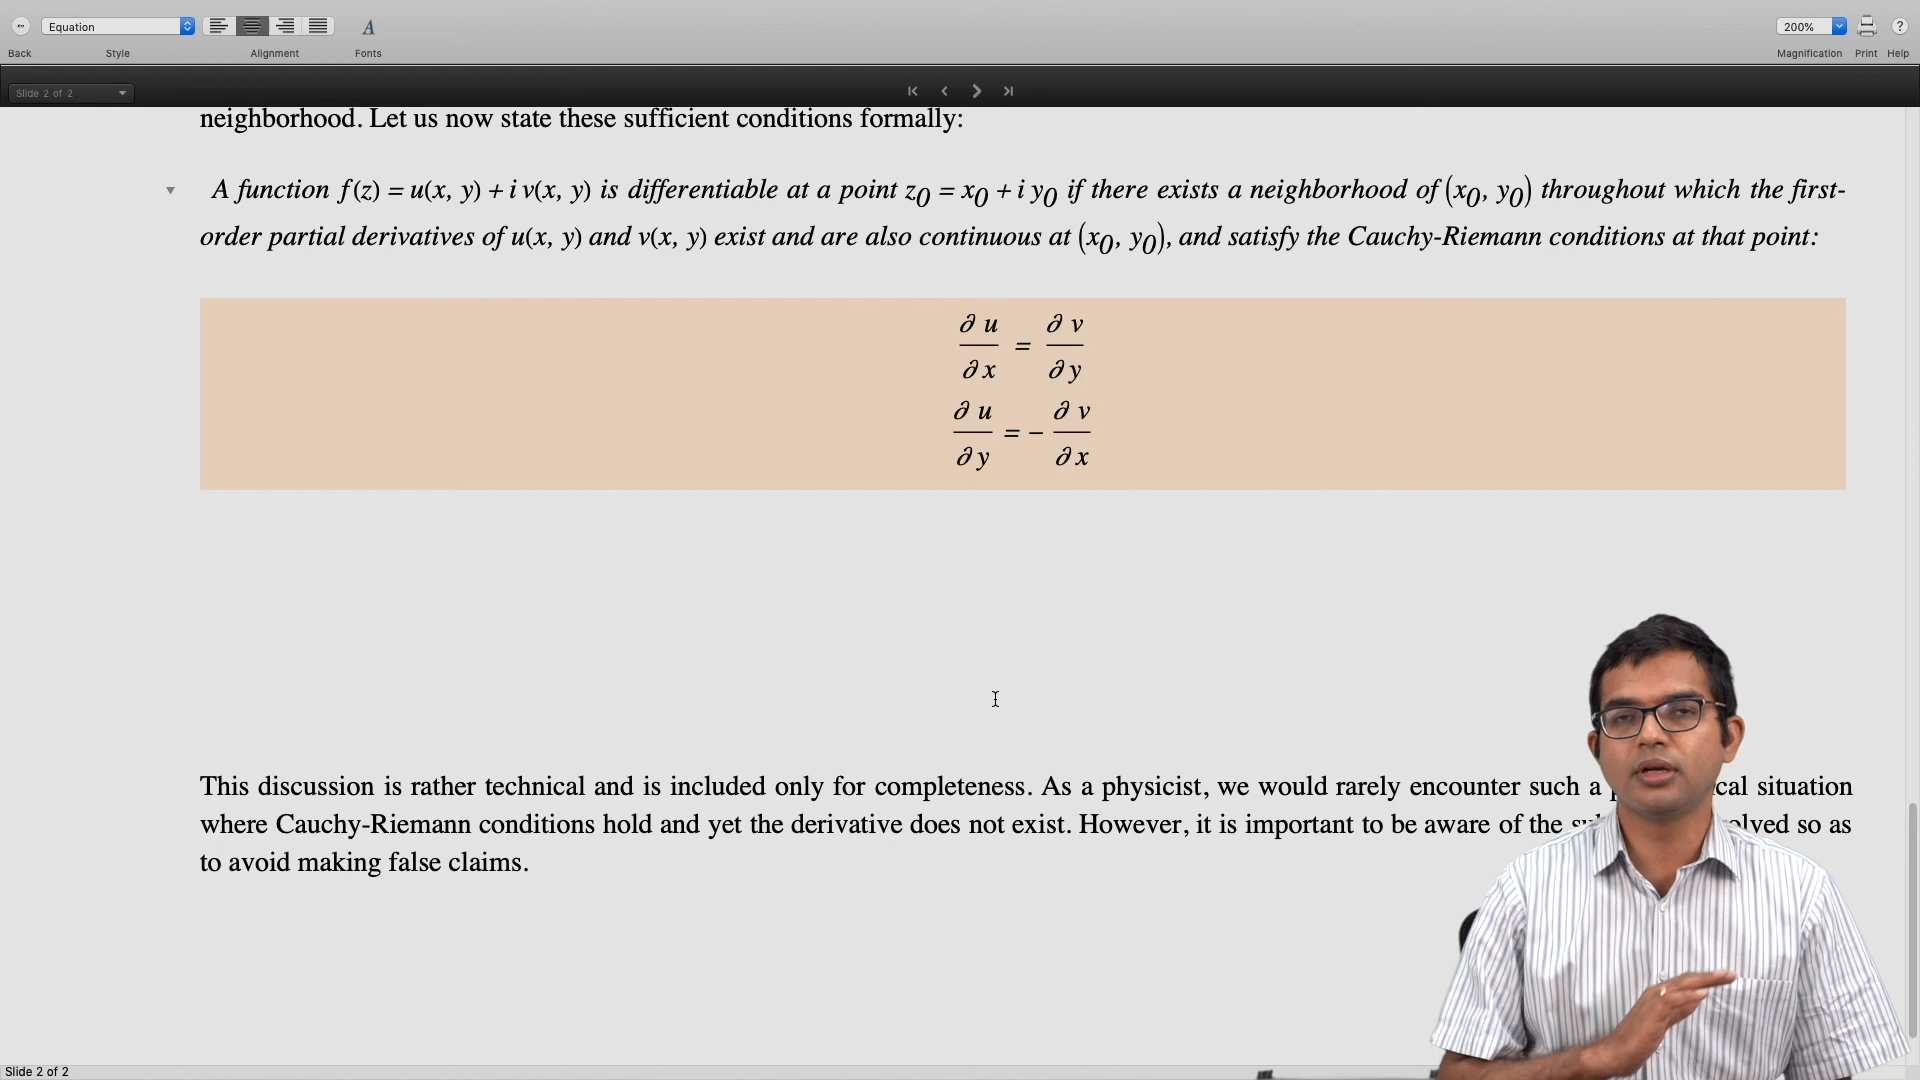 Equation
200%
Back
Style
Alignment
Fonts
Magnification
Print
Help
Slide 2 of 2
neighborhood. Let us now state these sufficient conditions formally:
A function f(z) = u(x, y) + i v(x, y) is differentiable at a point z₀ = x₀ + i y₀ if there exists a neighborhood of (x₀, y₀) throughout which the first-
order partial derivatives of u(x, y) and v(x, y) exist and are also continuous at (x₀, y₀), and satisfy the Cauchy-Riemann conditions at that point:
∂u/∂x = ∂v/∂y
∂u/∂y = − ∂v/∂x
This discussion is rather technical and is included only for completeness. As a physicist, we would rarely encounter such a situation
where Cauchy-Riemann conditions hold and yet the derivative does not exist. However, it is important to be aware of the so as
to avoid making false claims.
Slide 2 of 2